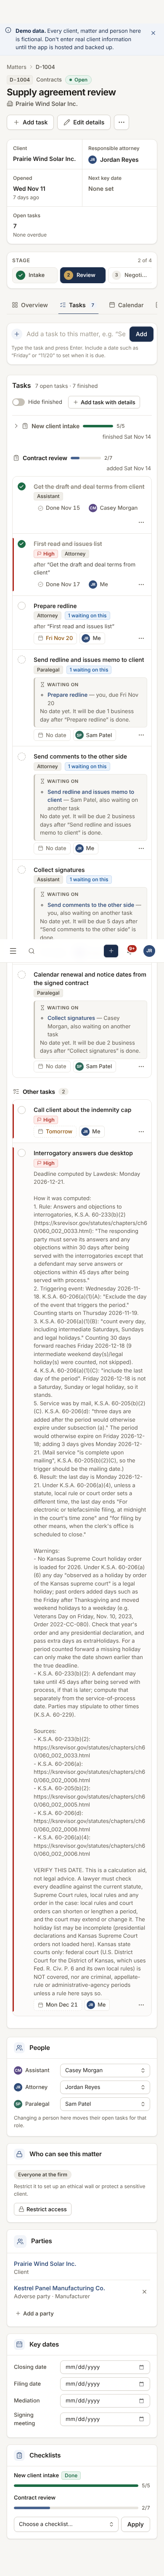 Demo data. Every client, matter and person here
is fictional. Don't enter real client information
until the app is hosted and backed up.
Matters › D-1004
D-1004 Contracts Open
Supply agreement review
Prairie Wind Solar Inc.
Add task Edit details
Client
Prairie Wind Solar Inc.
Responsible attorney
JR Jordan Reyes
Opened
Wed Nov 11
7 days ago
Next key date
None set
Open tasks
7
None overdue
STAGE 2 of 4
Intake 2 Review 3 Negoti...
Overview Tasks 7 Calendar
Add a task to this matter, e.g. "Se Add
Type the task and press Enter. Include a date such as
"Friday" or "11/20" to set when it is due.
Tasks 7 open tasks · 7 finished
Hide finished Add task with details
New client intake 5/5
finished Sat Nov 14
Contract review 2/7
added Sat Nov 14
Get the draft and deal terms from client
Assistant
Done Nov 15 CM Casey Morgan
First read and issues list
High Attorney
after "Get the draft and deal terms from
client"
Done Nov 17 JR Me
Prepare redline
Attorney 1 waiting on this
after "First read and issues list"
Fri Nov 20 JR Me
Send redline and issues memo to client
Paralegal 1 waiting on this
WAITING ON
Prepare redline — you, due Fri Nov
20
No date yet. It will be due 1 business
day after "Prepare redline" is done.
No date SP Sam Patel
Send comments to the other side
Attorney 1 waiting on this
WAITING ON
Send redline and issues memo to
client — Sam Patel, also waiting on
another task
No date yet. It will be due 2 business
days after "Send redline and issues
memo to client" is done.
No date JR Me
Collect signatures
Assistant 1 waiting on this
WAITING ON
Send comments to the other side —
you, also waiting on another task
No date yet. It will be due 5 business
days after "Send comments to the other side" is
done.
9+ JR
Calendar renewal and notice dates from
the signed contract
Paralegal
WAITING ON
Collect signatures — Casey
Morgan, also waiting on another
task
No date yet. It will be due 2 business
days after "Collect signatures" is done.
No date SP Sam Patel
Other tasks 2
Call client about the indemnity cap
High
Tomorrow JR Me
Interrogatory answers due desktop
High
Deadline computed by Lawdesk: Monday
2026-12-21.
How it was computed:
1. Rule: Answers and objections to
interrogatories, K.S.A. 60-233(b)(2)
(https://ksrevisor.gov/statutes/chapters/ch6
0/060_002_0033.html): "The responding
party must serve its answers and any
objections within 30 days after being
served with the interrogatories except that
a defendant may serve answers or
objections within 45 days after being
served with process."
2. Triggering event: Wednesday 2026-11-
18. K.S.A. 60-206(a)(1)(A): "Exclude the day
of the event that triggers the period."
Counting starts on Thursday 2026-11-19.
3. K.S.A. 60-206(a)(1)(B): "count every day,
including intermediate Saturdays, Sundays
and legal holidays." Counting 30 days
forward reaches Friday 2026-12-18 (9
intermediate weekend day(s)/legal
holiday(s) were counted, not skipped).
4. K.S.A. 60-206(a)(1)(C): "include the last
day of the period". Friday 2026-12-18 is not
a Saturday, Sunday or legal holiday, so it
stands.
5. Service was by mail, K.S.A. 60-205(b)(2)
(C). K.S.A. 60-206(d): "three days are
added after the period would otherwise
expire under subsection (a)." The period
would otherwise expire on Friday 2026-12-
18; adding 3 days gives Monday 2026-12-
21. (Mail service "is complete upon
mailing", K.S.A. 60-205(b)(2)(C), so the
trigger should be the mailing date.)
6. Result: the last day is Monday 2026-12-
21. Under K.S.A. 60-206(a)(4), unless a
statute, local rule or court order sets a
different time, the last day ends "For
electronic or telefacsimile filing, at midnight
in the court's time zone" and "for filing by
other means, when the clerk's office is
scheduled to close."
Warnings:
- No Kansas Supreme Court holiday order
is loaded for 2026. Under K.S.A. 60-206(a)
(6) any day "observed as a holiday by order
of the Kansas supreme court" is a legal
holiday; past orders added days such as
the Friday after Thanksgiving and moved
weekend holidays to a weekday (e.g.
Veterans Day on Friday, Nov. 10, 2023,
Order 2022-CC-080). Check that year's
order and any presidential declaration, and
pass extra days as extraHolidays. For a
period computed this way, a missing holiday
can only make the date shown earlier than
the true deadline.
- K.S.A. 60-233(b)(2): A defendant may
take until 45 days after being served with
process, if that is later; compute that
separately from the service-of-process
date. Parties may stipulate to other times
(K.S.A. 60-229).
Sources:
- K.S.A. 60-233(b)(2):
https://ksrevisor.gov/statutes/chapters/ch6
0/060_002_0033.html
- K.S.A. 60-206(a):
https://ksrevisor.gov/statutes/chapters/ch6
0/060_002_0006.html
- K.S.A. 60-205(b)(2):
https://ksrevisor.gov/statutes/chapters/ch6
0/060_002_0005.html
- K.S.A. 60-206(d):
https://ksrevisor.gov/statutes/chapters/ch6
0/060_002_0006.html
- K.S.A. 60-206(a)(4):
https://ksrevisor.gov/statutes/chapters/ch6
0/060_002_0006.html
VERIFY THIS DATE. This is a calculation aid,
not legal advice. A lawyer must check
every deadline against the current statute,
Supreme Court rules, local rules and any
order in the case: local rules and court
orders can shorten or lengthen a period,
and the court may extend or change it. The
holiday list may be incomplete (presidential
declarations and Kansas Supreme Court
orders not loaded here). Kansas state
courts only: federal court (U.S. District
Court for the District of Kansas), which uses
Fed. R. Civ. P. 6 and its own local rules) is
NOT covered here, nor are criminal, appellate-
rule or administrative-agency periods
unless a rule here says so.
Mon Dec 21 JR Me
People
CM Assistant Casey Morgan
JR Attorney Jordan Reyes
SP Paralegal Sam Patel
Changing a person here moves their open tasks for that
role.
Who can see this matter
Everyone at the firm
Restrict it to set up an ethical wall or protect a sensitive
client.
Restrict access
Parties
Prairie Wind Solar Inc.
Client
Kestrel Panel Manufacturing Co.
Adverse party · Manufacturer
Add a party
Key dates
Closing date mm/dd/yyyy
Filing date mm/dd/yyyy
Mediation mm/dd/yyyy
Signing
meeting mm/dd/yyyy
Checklists
New client intake Done
5/5
Contract review
2/7
Choose a checklist... Apply